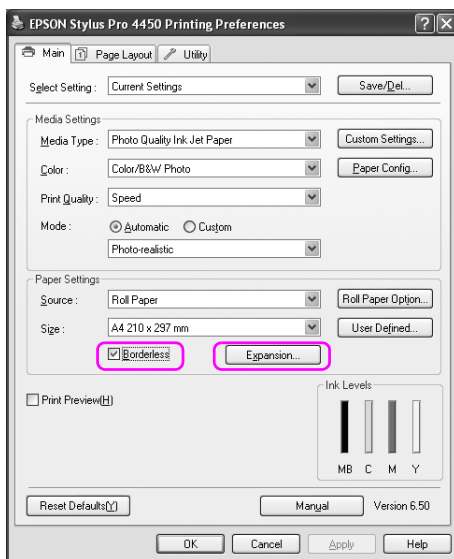 EPSON Stylus Pro 4450 Printing Preferences
Main Page Layout Utility
Select Setting : Current Settings Save/Del...
Media Settings
Media Type : Photo Quality Ink Jet Paper Custom Settings...
Color : Color/B&W Photo Paper Config...
Print Quality : Speed
Mode : Automatic Custom
Photo-realistic
Paper Settings
Source : Roll Paper Roll Paper Option...
Size : A4 210 x 297 mm User Defined...
Borderless Expansion...
Print Preview(H)
Ink Levels
MB C M Y
Reset Defaults(Y) Manual Version 6.50
OK Cancel Apply Help